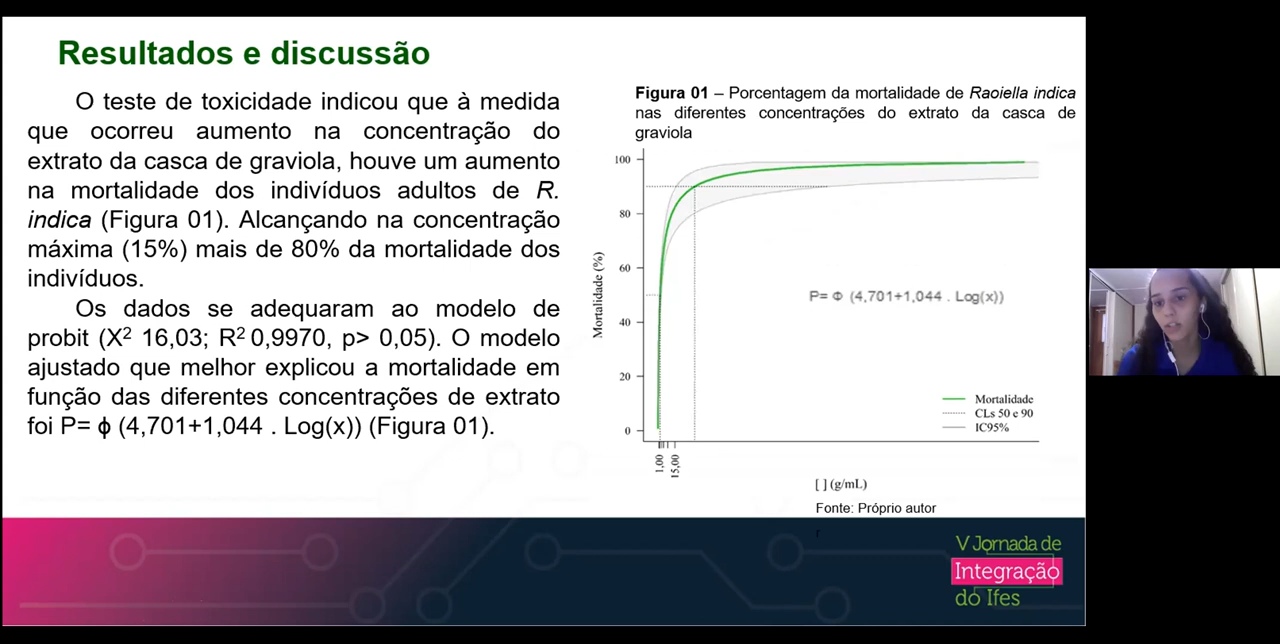 Resultados e discussão
O teste de toxicidade indicou que à medida
que ocorreu aumento na concentração do
extrato da casca de graviola, houve um aumento
na mortalidade dos indivíduos adultos de R.
indica (Figura 01). Alcançando na concentração
máxima (15%) mais de 80% da mortalidade dos
indivíduos.
Os dados se adequaram ao modelo de
probit (X² 16,03; R² 0,9970, p> 0,05). O modelo
ajustado que melhor explicou a mortalidade em
função das diferentes concentrações de extrato
foi P= ϕ (4,701+1,044 . Log(x)) (Figura 01).
Figura 01 – Porcentagem da mortalidade de Raoiella indica
nas diferentes concentrações do extrato da casca de
graviola
100
80
60
40
20
0
Mortalidade (%)
P= Φ (4,701+1,044 . Log(x))
Mortalidade
CLs 50 e 90
IC95%
1,00
15,00
[ ] (g/mL)
Fonte: Próprio autor
r
V Jornada de
Integração
do Ifes